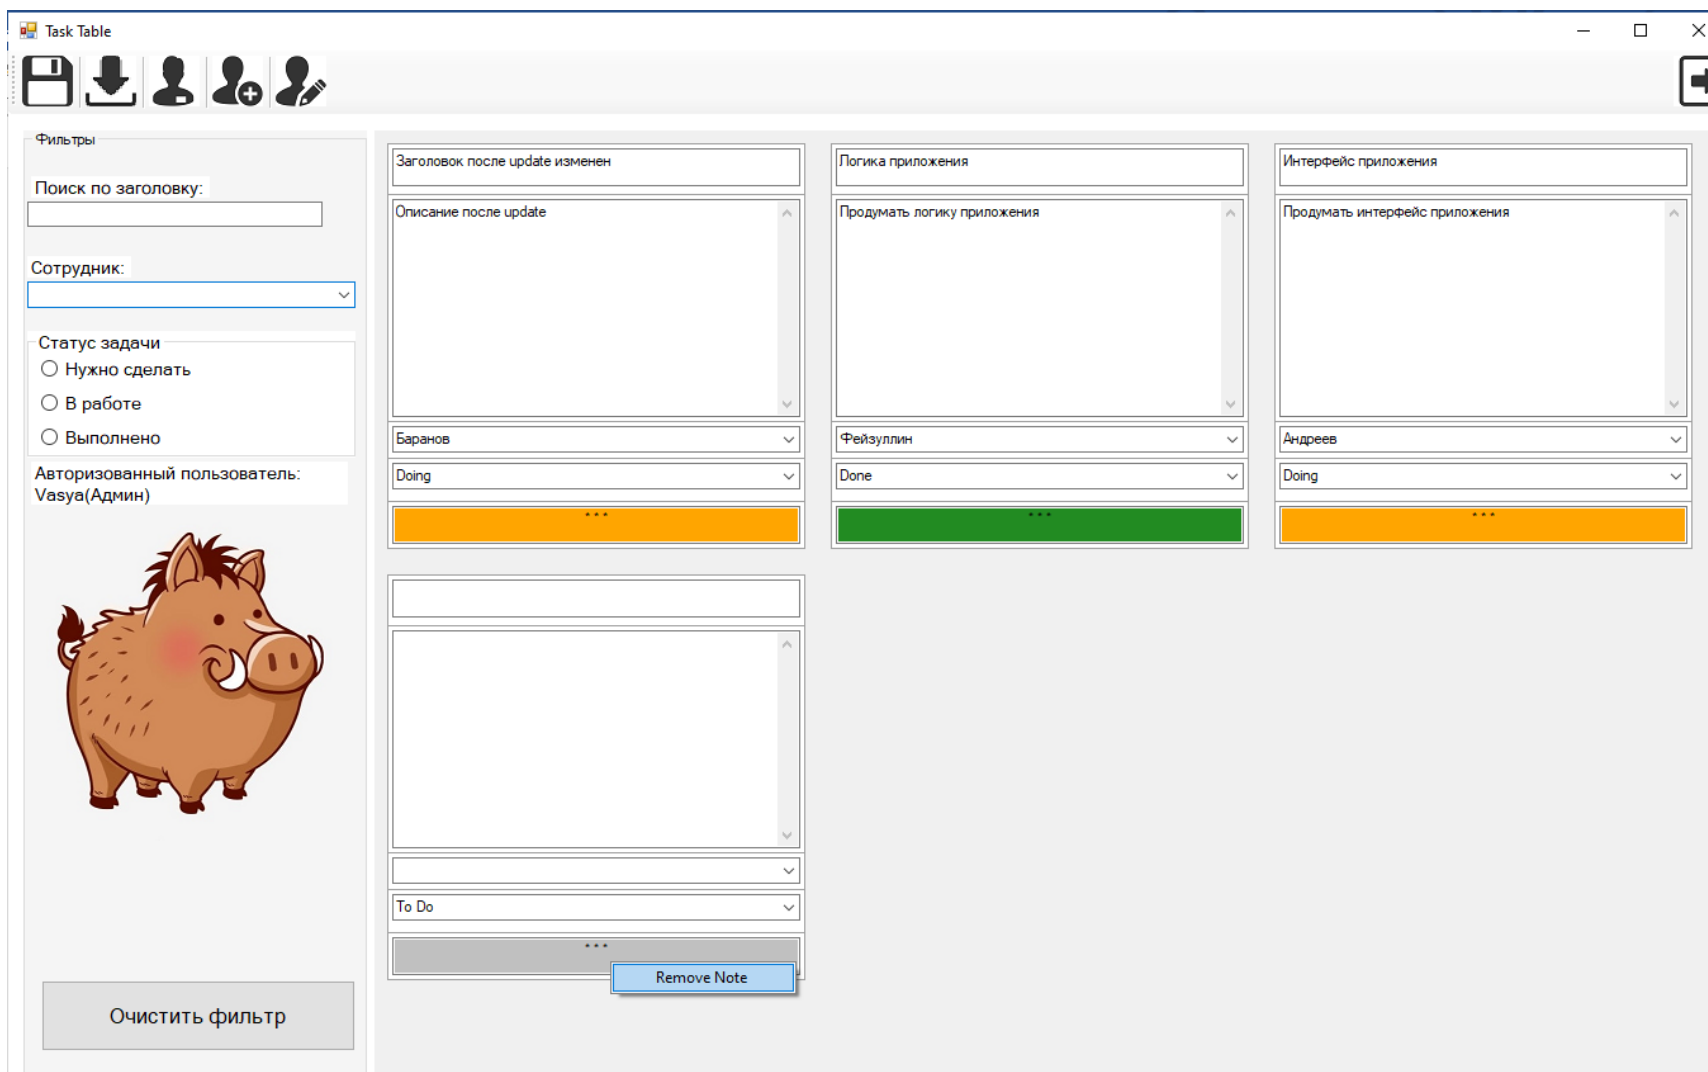 Task Table
Фильтры
Поиск по заголовку:
Сотрудник:
Статус задачи
Нужно сделать
В работе
Выполнено
Авторизованный пользователь:
Vasya(Админ)
Очистить фильтр
Заголовок после update изменен
Описание после update
Баранов
Doing
***
Логика приложения
Продумать логику приложения
Фейзуллин
Done
***
Интерфейс приложения
Продумать интерфейс приложения
Андреев
Doing
***
To Do
***
Remove Note